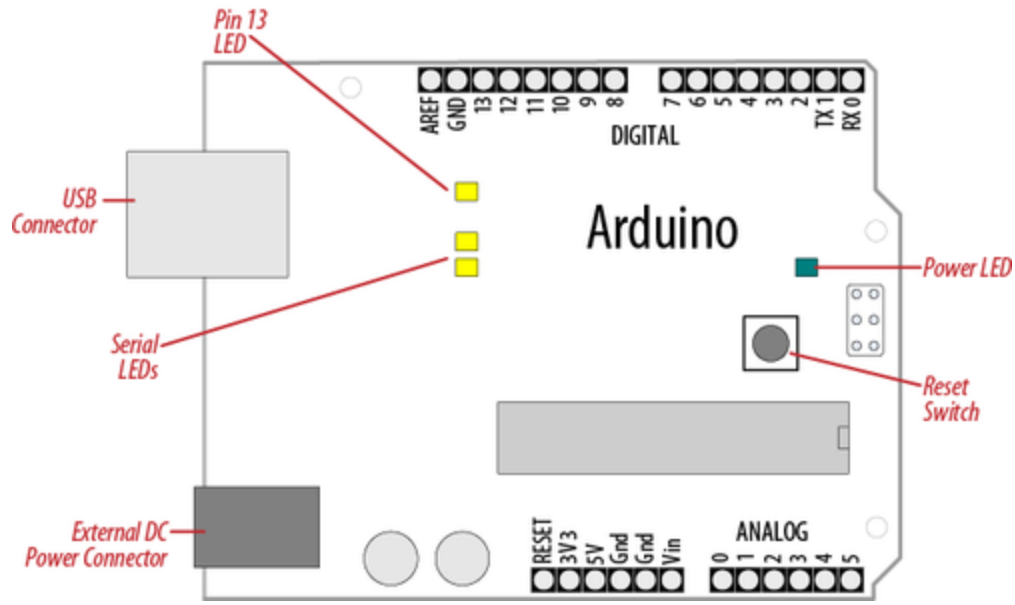 Pin 13
LED
AREF
GND
13
12
11
10
9
8
7
6
5
4
3
2
TX 1
RX 0
DIGITAL
USB
Connector
Arduino
Power LED
Serial
LEDs
Reset
Switch
External DC
Power Connector
RESET
3V3
5V
Gnd
Gnd
Vin
ANALOG
0
1
2
3
4
5